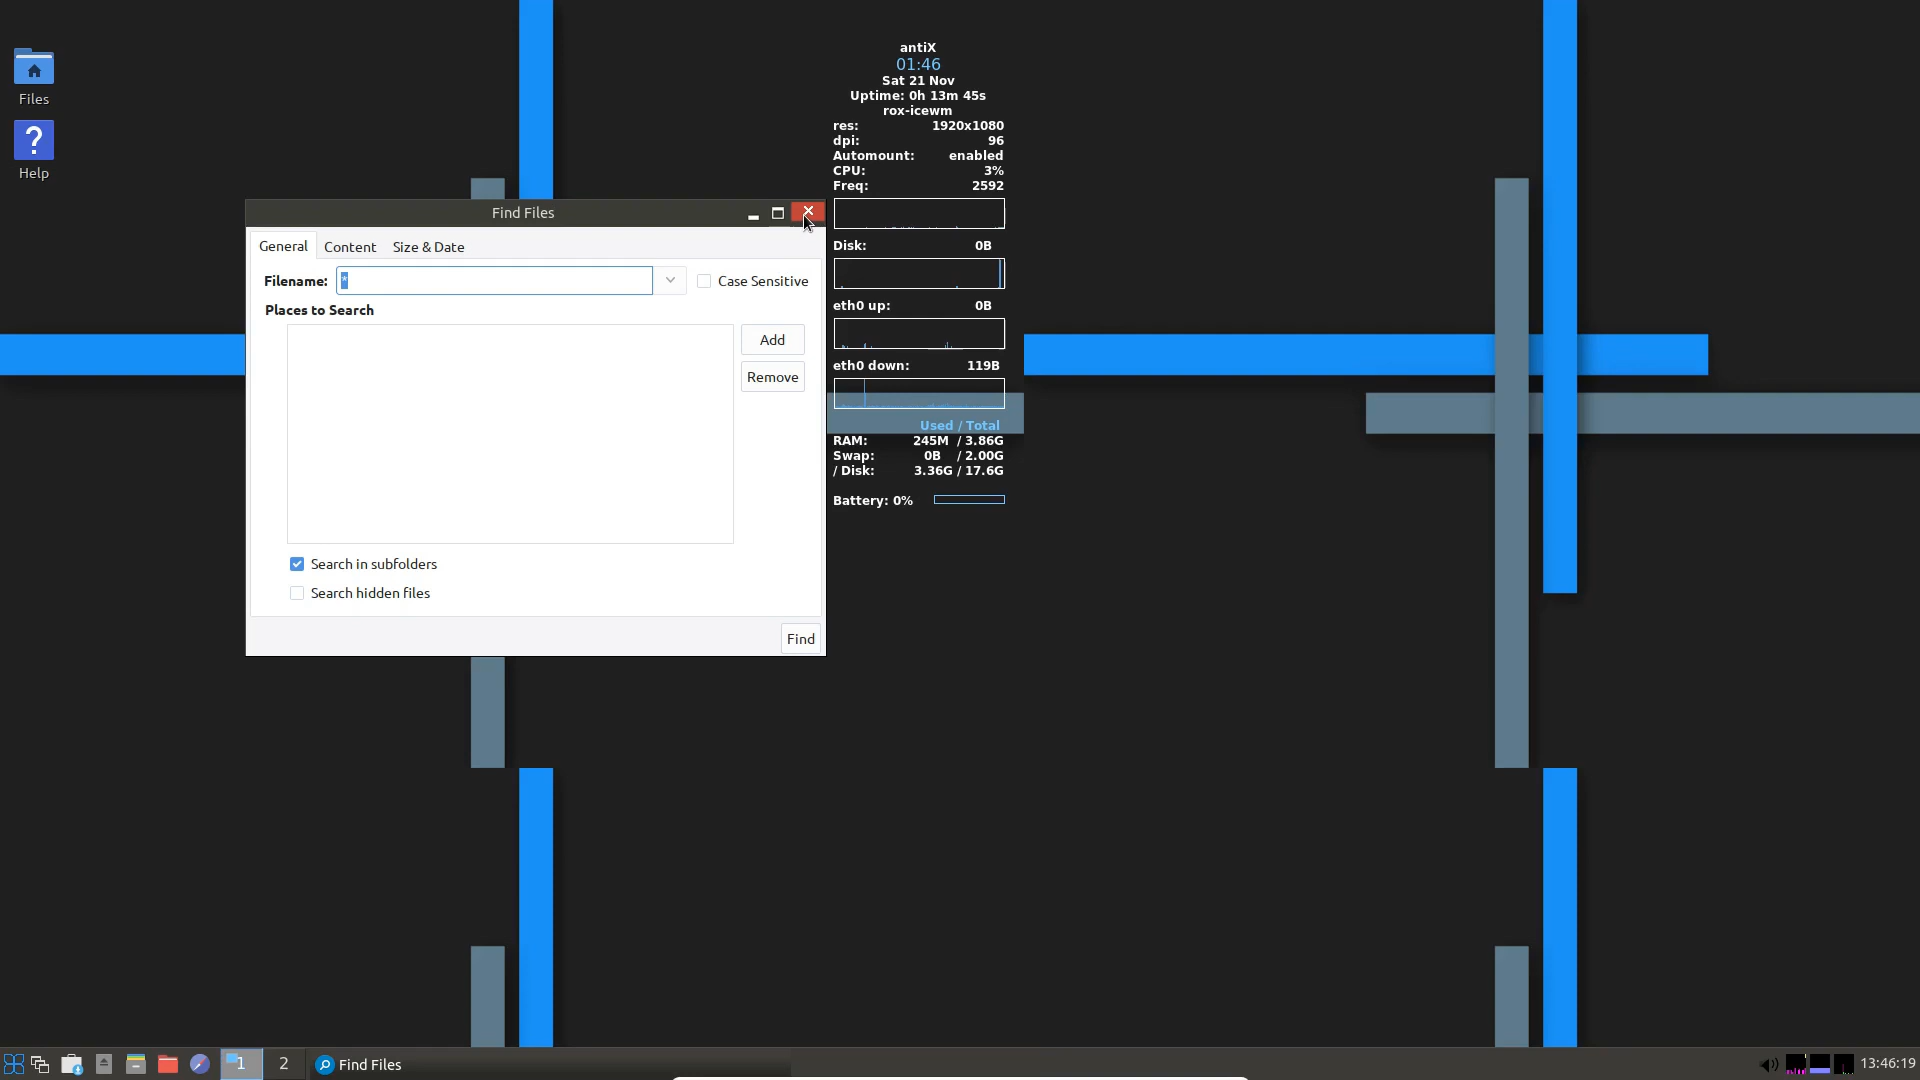 antiX
01:46
Sat 21 Nov
Uptime: 0h 13m 45s
rox-icewm
res: 1920x1080
dpi: 96
Automount: enabled
CPU: 3%
Freq: 2592
Disk: 0B
eth0 up: 0B
eth0 down: 119B
Used / Total
RAM: 245M / 3.86G
Swap: 0B / 2.00G
/ Disk: 3.36G / 17.6G
Battery: 0%
Files
?
Help
Find Files
General Content Size & Date
Filename: * Case Sensitive
Places to Search
Add
Remove
Search in subfolders
Search hidden files
Find
1 2 Find Files 13:46:19